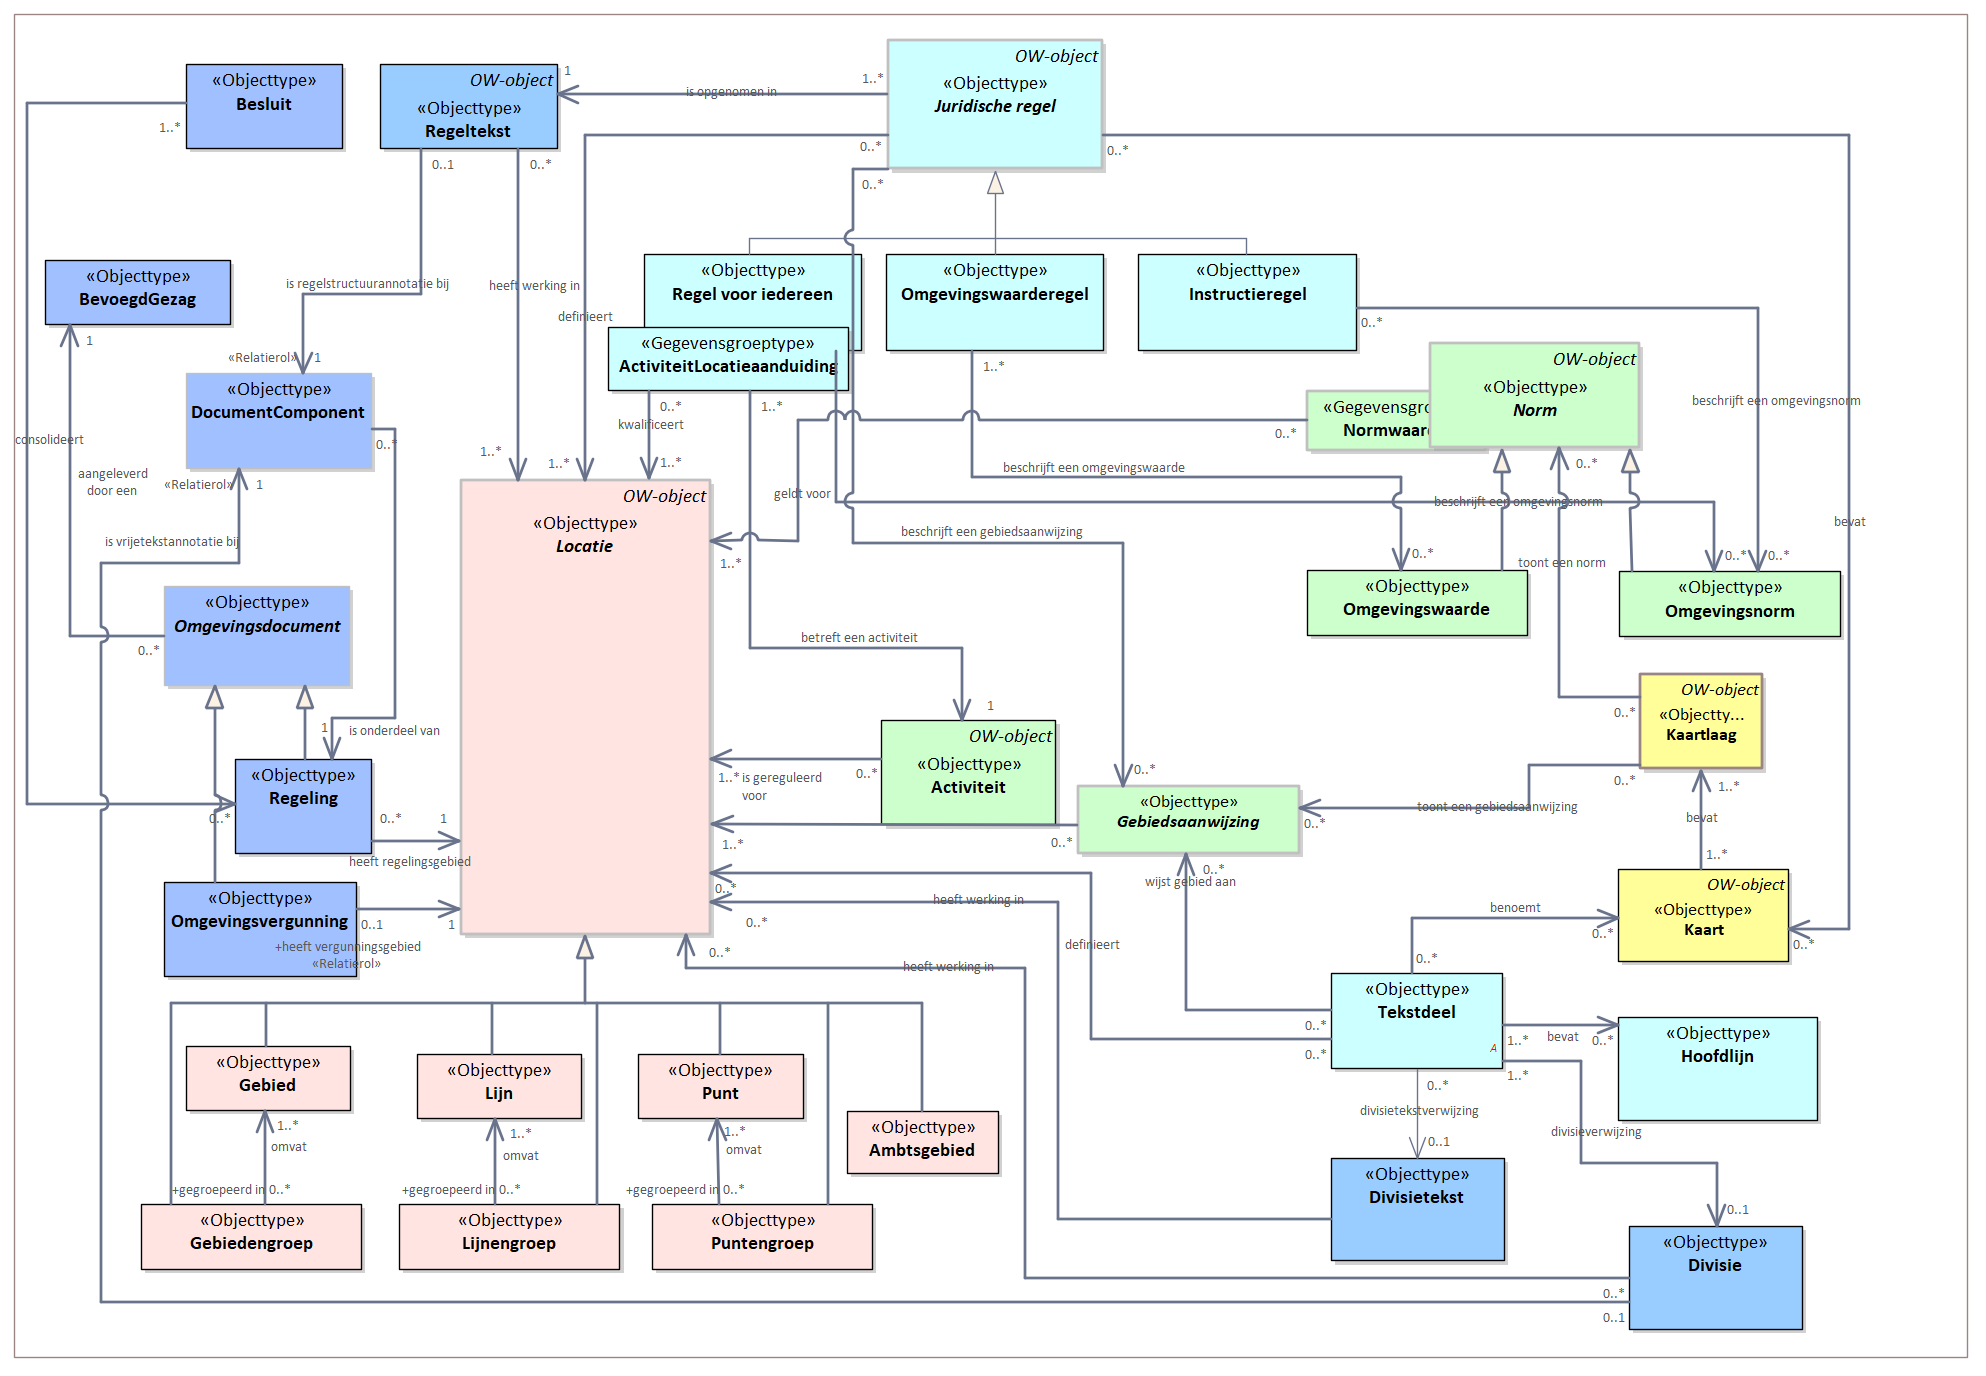 «Objecttype»
Besluit
1..*
OW-object
«Objecttype»
Regeltekst
1
0..1
0..*
is opgenomen in
1..*
OW-object
«Objecttype»
Juridische regel
0..*
0..*
0..*
«Objecttype»
BevoegdGezag
1
is regelstructuurannotatie bij
heeft werking in
definieert
«Objecttype»
Regel voor iedereen
«Objecttype»
Omgevingswaarderegel
1..*
«Objecttype»
Instructieregel
0..*
«Gegevensgroeptype»
ActiviteitLocatieaanduiding
0..*
1..*
kwalificeert
«Relatierol»
1
«Objecttype»
DocumentComponent
0..*
consolideert
aangeleverd
door een
«Relatierol»
1
is vrijetekstannotatie bij
1..*
1..*
1..*
«Gegevensgro
Normwaar
0..*
OW-object
«Objecttype»
Norm
0..*
beschrijft een omgevingsnorm
beschrijft een omgevingswaarde
geldt voor
beschrijft een omgevingsnorm
bevat
beschrijft een gebiedsaanwijzing
OW-object
«Objecttype»
Locatie
1..*
toont een norm
0..*
0..*
0..*
«Objecttype»
Omgevingswaarde
«Objecttype»
Omgevingsnorm
«Objecttype»
Omgevingsdocument
0..*
betreft een activiteit
1
is onderdeel van
1
«Objecttype»
Regeling
0..*
0..*
1
heeft regelingsgebied
OW-object
«Objecttype»
Activiteit
0..*
1..*
is gereguleerd
voor
0..*
«Objecttype»
Gebiedsaanwijzing
0..*
1..*
0..*
wijst gebied aan
OW-object
«Objectty...
Kaartlaag
0..*
0..*
toont een gebiedsaanwijzing
0..*
1..*
bevat
1..*
OW-object
«Objecttype»
Kaart
0..*
0..*
benoemt
0..*
«Objecttype»
Omgevingsvergunning
0..1
1
+heeft vergunningsgebied
«Relatierol»
0..*
0..*
0..*
heeft werking in
definieert
heeft werking in
«Objecttype»
Tekstdeel
A
0..*
0..*
1..*
bevat
0..*
1..*
«Objecttype»
Hoofdlijn
0..*
divisietekstverwijzing
0..1
divisieverwijzing
0..1
«Objecttype»
Gebied
1..*
omvat
«Objecttype»
Lijn
1..*
omvat
«Objecttype»
Punt
1..*
omvat
«Objecttype»
Ambtsgebied
+gegroepeerd in 0..*
+gegroepeerd in 0..*
+gegroepeerd in 0..*
«Objecttype»
Gebiedengroep
«Objecttype»
Lijnengroep
«Objecttype»
Puntengroep
«Objecttype»
Divisietekst
«Objecttype»
Divisie
0..*
0..1